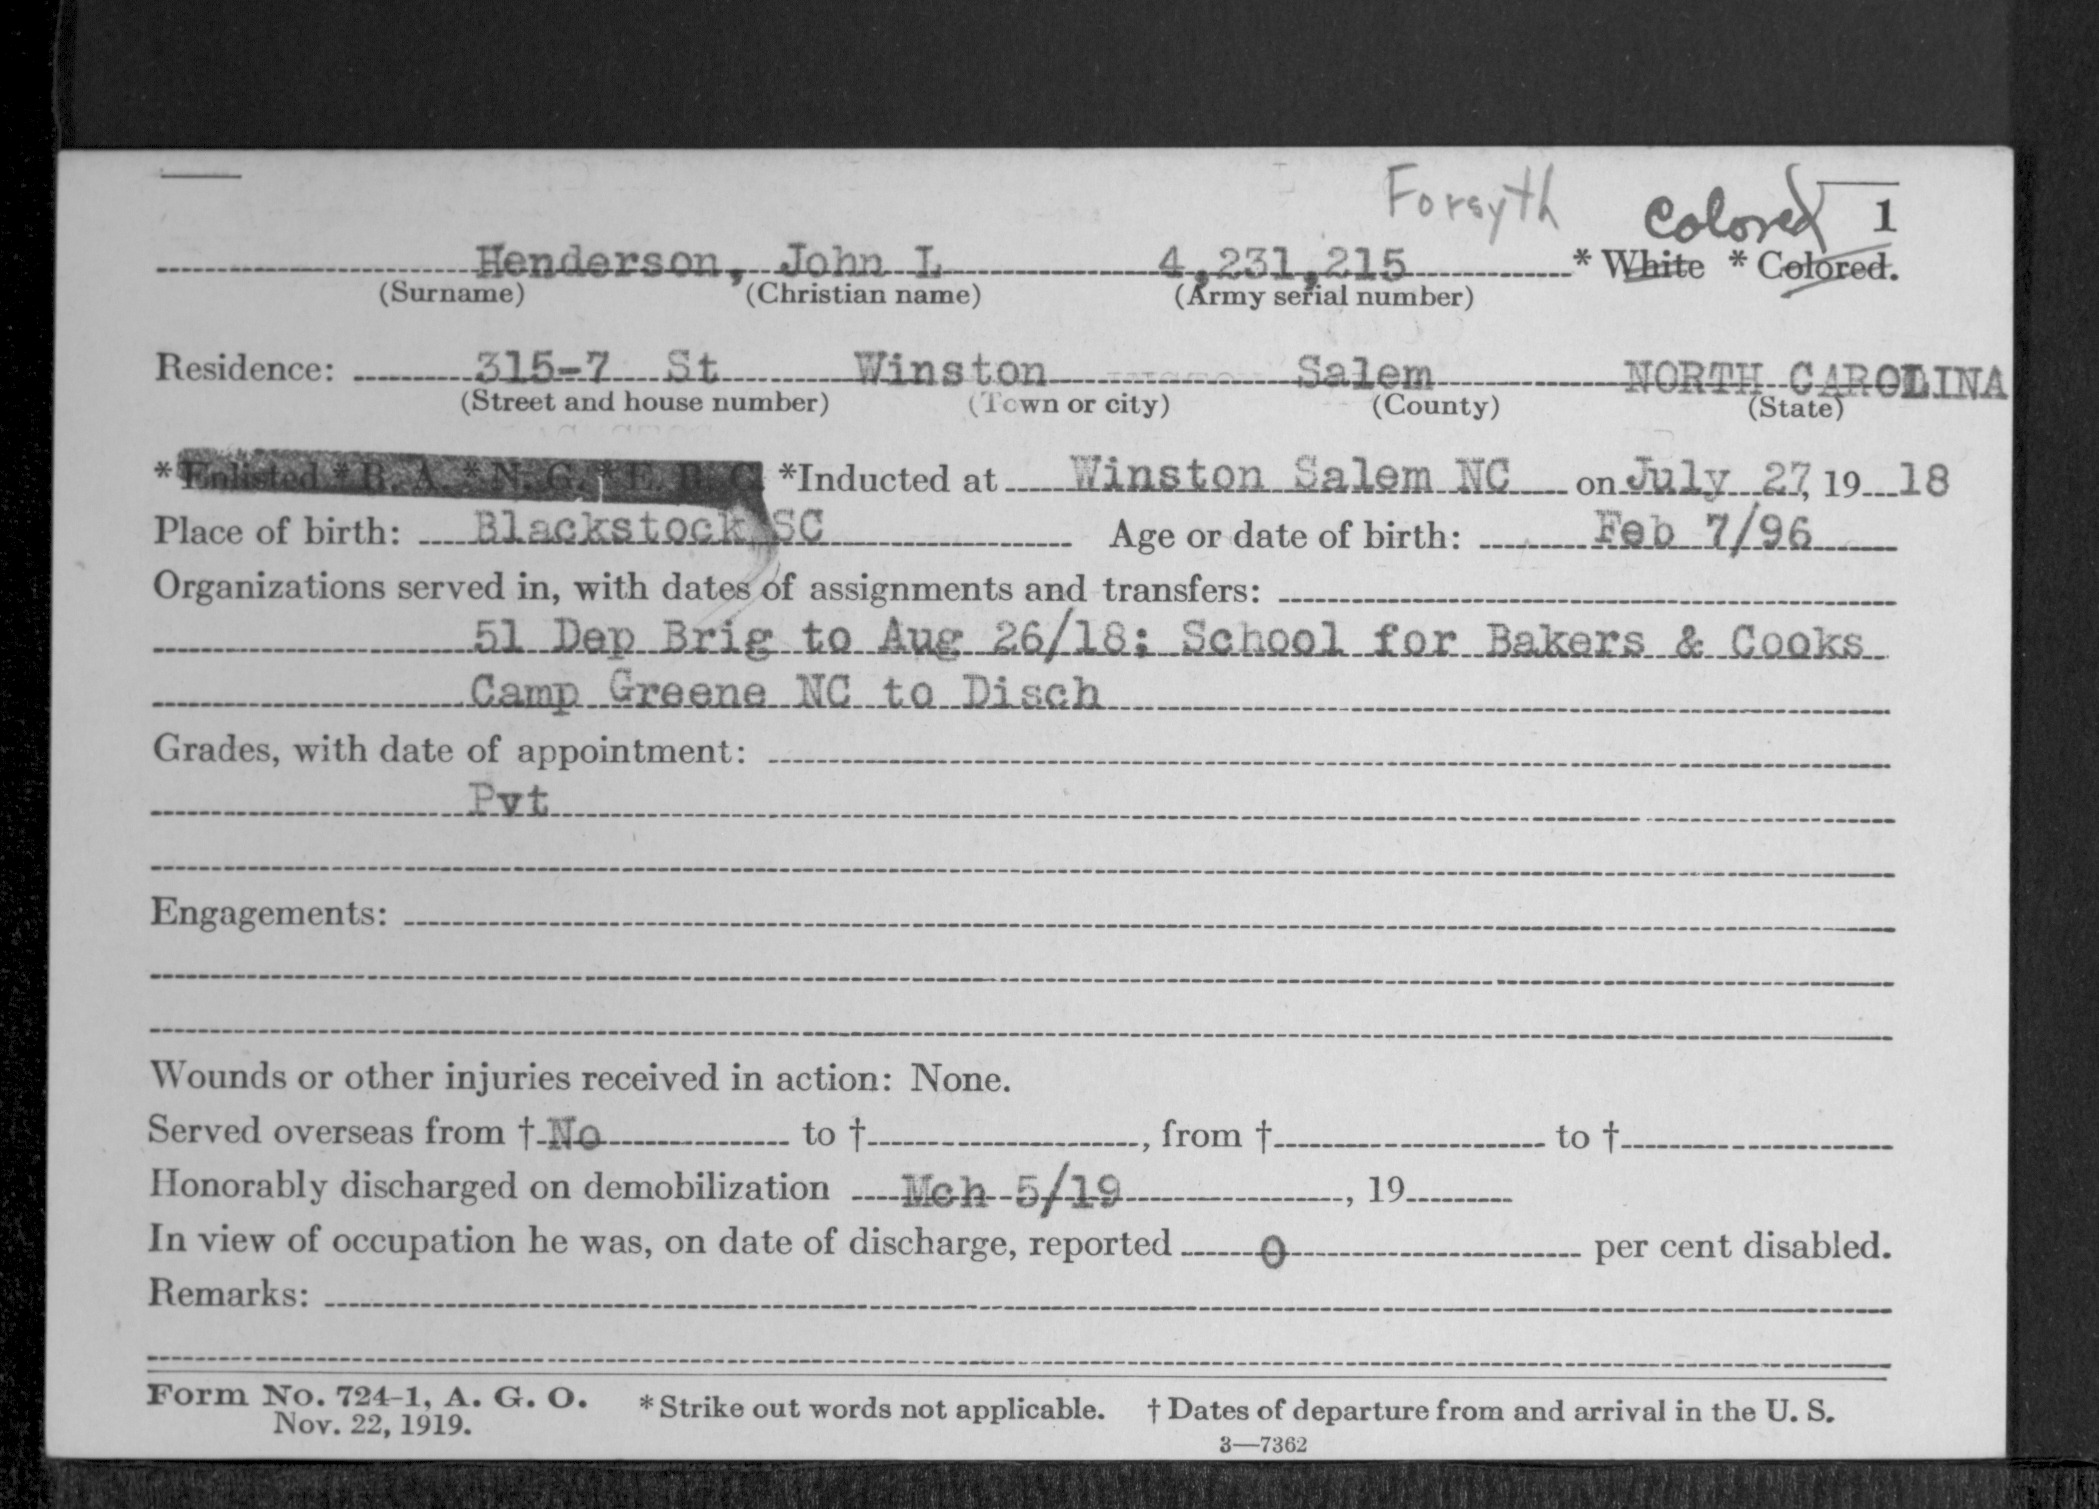 Forsyth Colored 1
Henderson, John L 4,231,215 * White * Colored.
(Surname) (Christian name) (Army serial number)
Residence: 315-7 St Winston Salem NORTH CAROLINA
(Street and house number) (Town or city) (County) (State)
* Enlisted * R. A. * N. G. * E. R. C. *Inducted at Winston Salem NC on July 27, 19 18
Place of birth: Blackstock SC Age or date of birth: Feb 7/96
Organizations served in, with dates of assignments and transfers:
51 Dep Brig to Aug 26/18; School for Bakers & Cooks
Camp Greene NC to Disch
Grades, with date of appointment:
Pvt
Engagements:
Wounds or other injuries received in action: None.
Served overseas from † No to †, from † to †
Honorably discharged on demobilization Mch 5/19, 19
In view of occupation he was, on date of discharge, reported 0 per cent disabled.
Remarks:
Form No. 724-1, A. G. O. * Strike out words not applicable. † Dates of departure from and arrival in the U. S.
Nov. 22, 1919.
3—7362